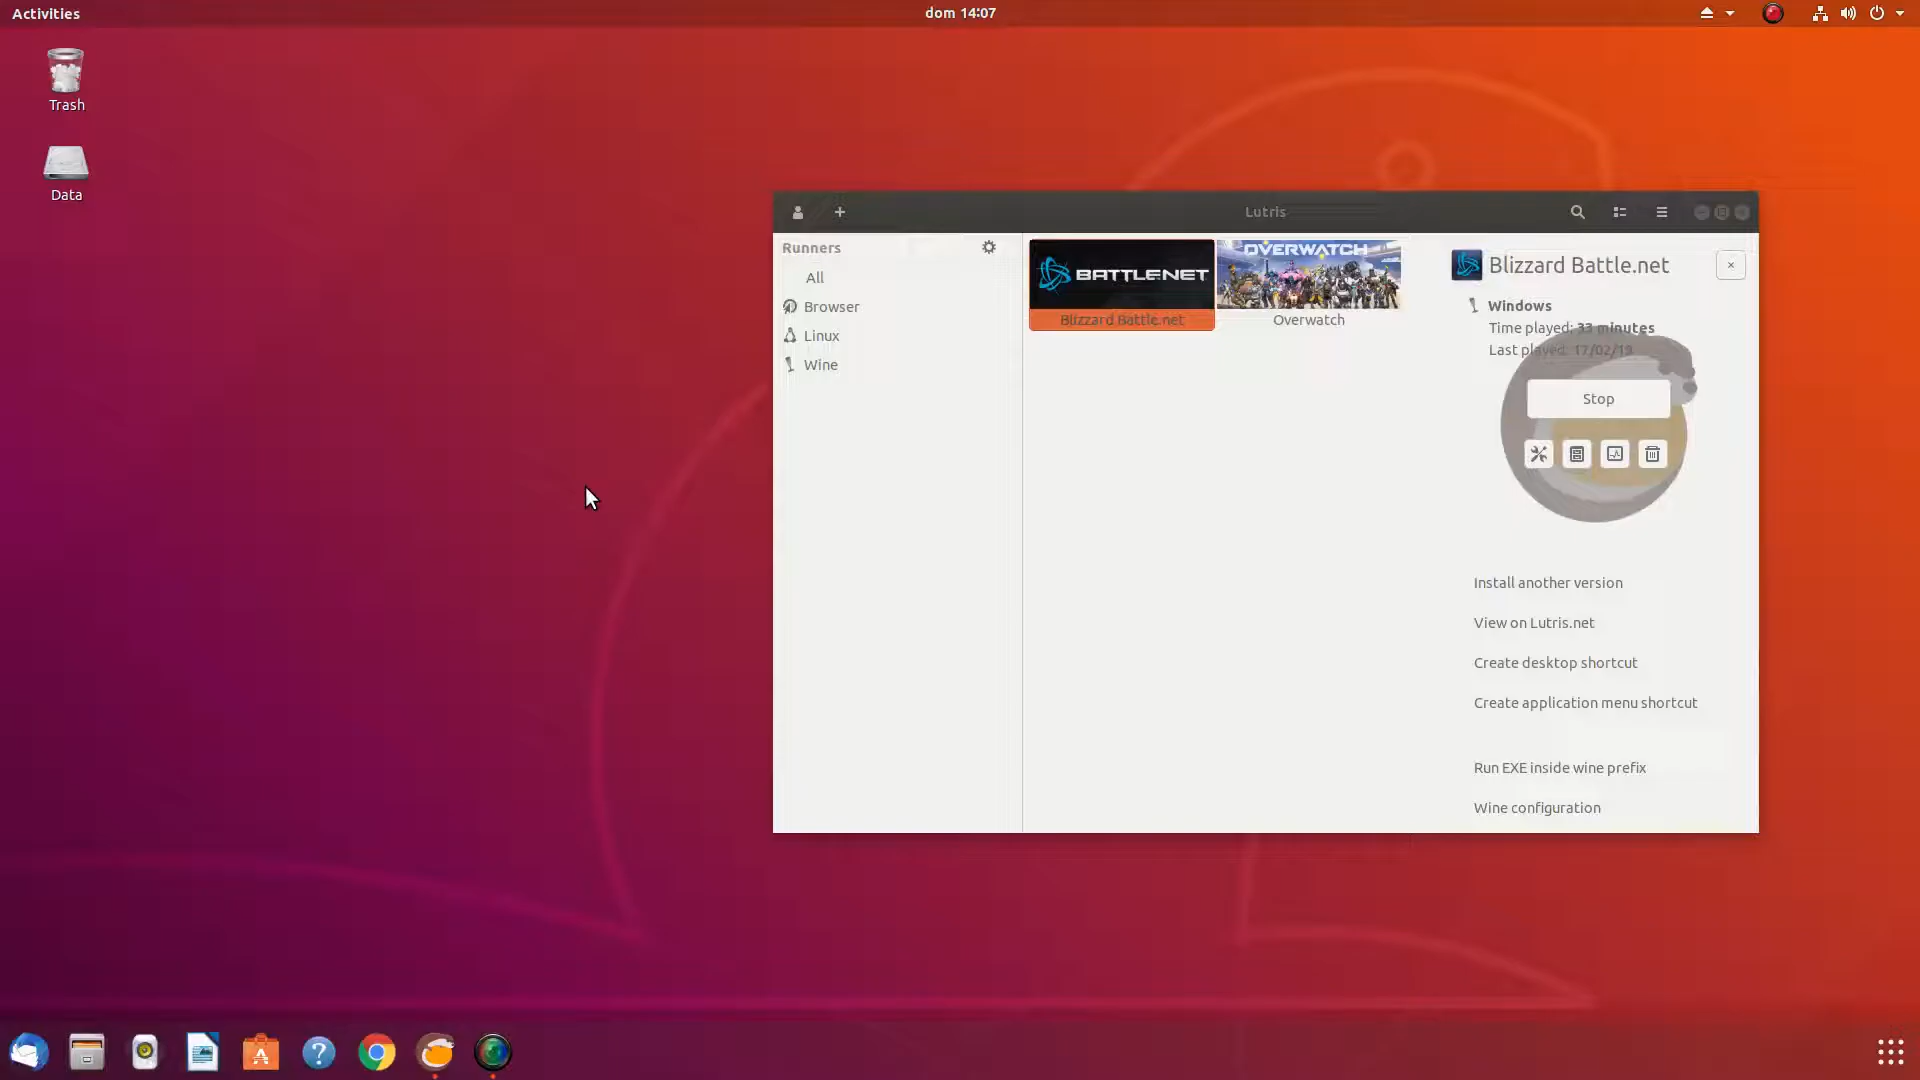 Activities
dom 14:07
Trash
Data
Lutris
Runners
All
Browser
Linux
Wine
BATTLE.NET
Blizzard Battle.net
OVERWATCH
Overwatch
Blizzard Battle.net
Windows
Time played: 33 minutes
Last played: 17/02/19
Stop
Install another version
View on Lutris.net
Create desktop shortcut
Create application menu shortcut
Run EXE inside wine prefix
Wine configuration